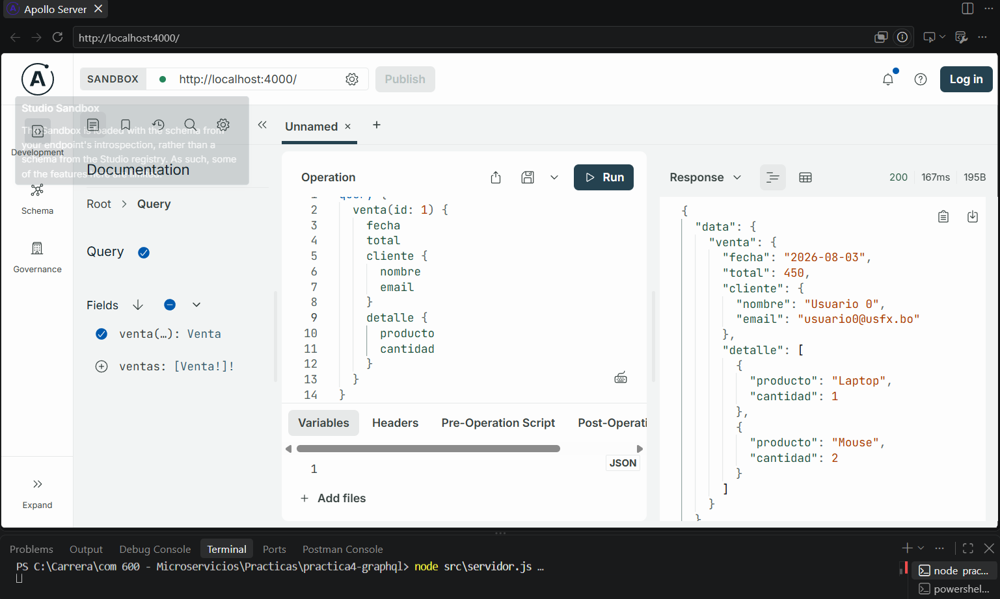 Apollo Server
http://localhost:4000/
SANDBOX
http://localhost:4000/
Publish
Log in
Studio Sandbox
The Sandbox is loaded with the schema from
your endpoint's introspection, rather than a
schema from the Studio registry. As such, some
of the features here are limited.
Development
Schema
Governance
Expand
Documentation
Root > Query
Query
Fields
venta(…): Venta
ventas: [Venta!]!
Unnamed
Operation
Run
1 query {
2 venta(id: 1) {
3 fecha
4 total
5 cliente {
6 nombre
7 email
8 }
9 detalle {
10 producto
11 cantidad
12 }
13 }
14 }
Variables Headers Pre-Operation Script Post-Operati
1
JSON
+ Add files
Response
200 167ms 195B
{
"data": {
"venta": {
"fecha": "2026-08-03",
"total": 450,
"cliente": {
"nombre": "Usuario 0",
"email": "usuario0@usfx.bo"
},
"detalle": [
{
"producto": "Laptop",
"cantidad": 1
},
{
"producto": "Mouse",
"cantidad": 2
}
]
}
}
Problems Output Debug Console Terminal Ports Postman Console
PS C:\Carrera\com 600 - Microservicios\Practicas\practica4-graphql> node src\servidor.js …
node prac...
powershel...